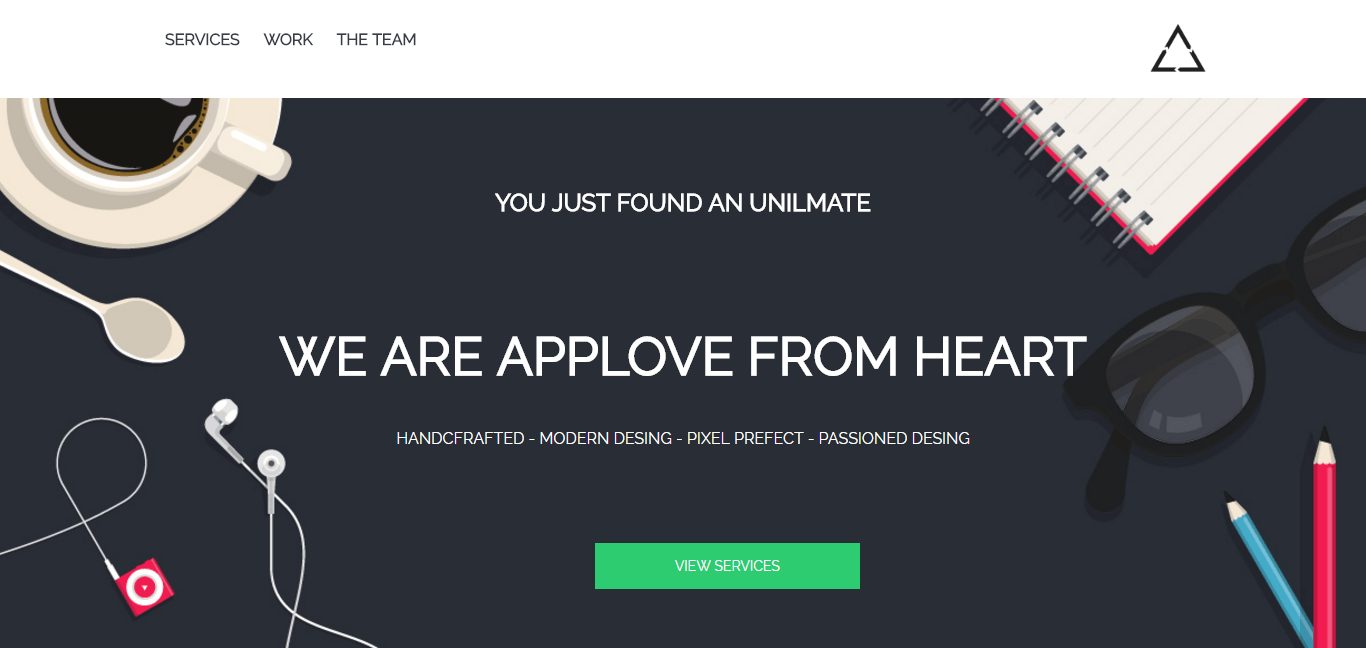 SERVICES WORK THE TEAM
YOU JUST FOUND AN UNILMATE
WE ARE APPLOVE FROM HEART
HANDCFRAFTED - MODERN DESING - PIXEL PREFECT - PASSIONED DESING
VIEW SERVICES